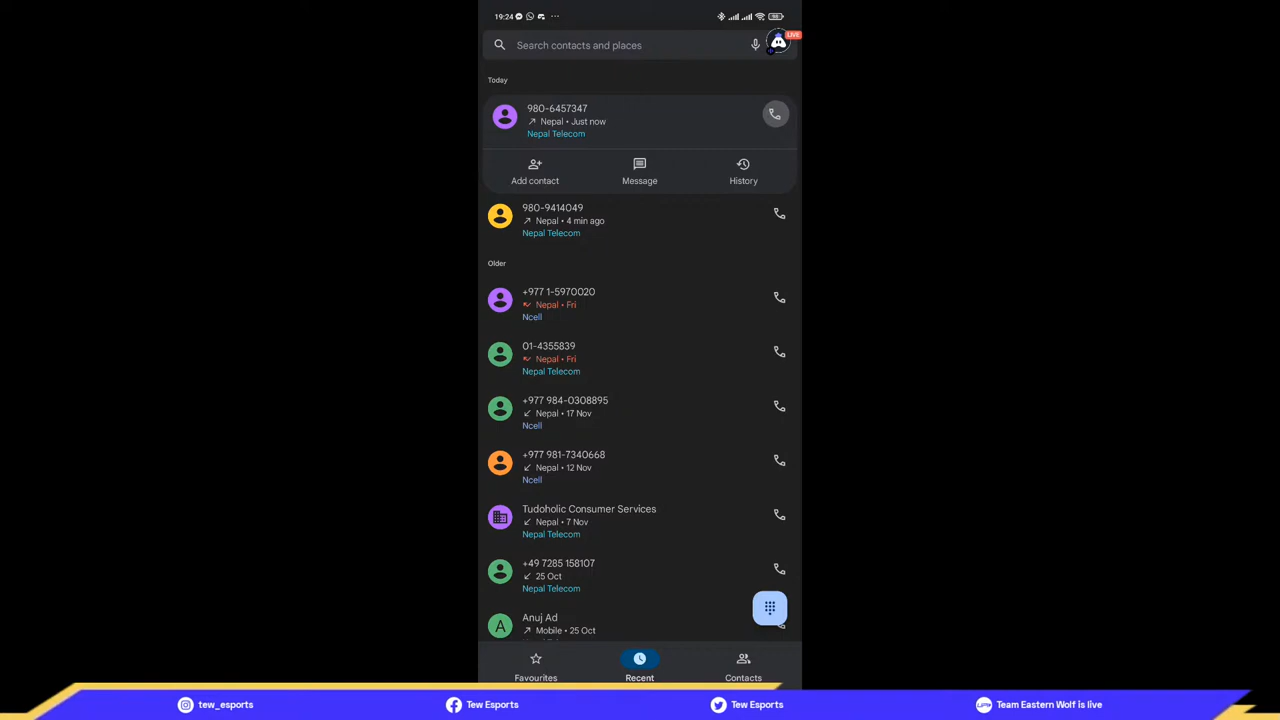 19:24
LIVE
Search contacts and places
Today
980-6457347
Nepal • Just now
Nepal Telecom
Add contact
Message
History
980-9414049
Nepal • 4 min ago
Nepal Telecom
Older
+977 1-5970020
Nepal • Fri
Ncell
01-4355839
Nepal • Fri
Nepal Telecom
+977 984-0308895
Nepal • 17 Nov
Ncell
+977 981-7340668
Nepal • 12 Nov
Ncell
Tudoholic Consumer Services
Nepal • 7 Nov
Nepal Telecom
+49 7285 158107
25 Oct
Nepal Telecom
A
Anuj Ad
Mobile • 25 Oct
Favourites
Recent
Contacts
tew_esports
Tew Esports
Tew Esports
Team Eastern Wolf is live